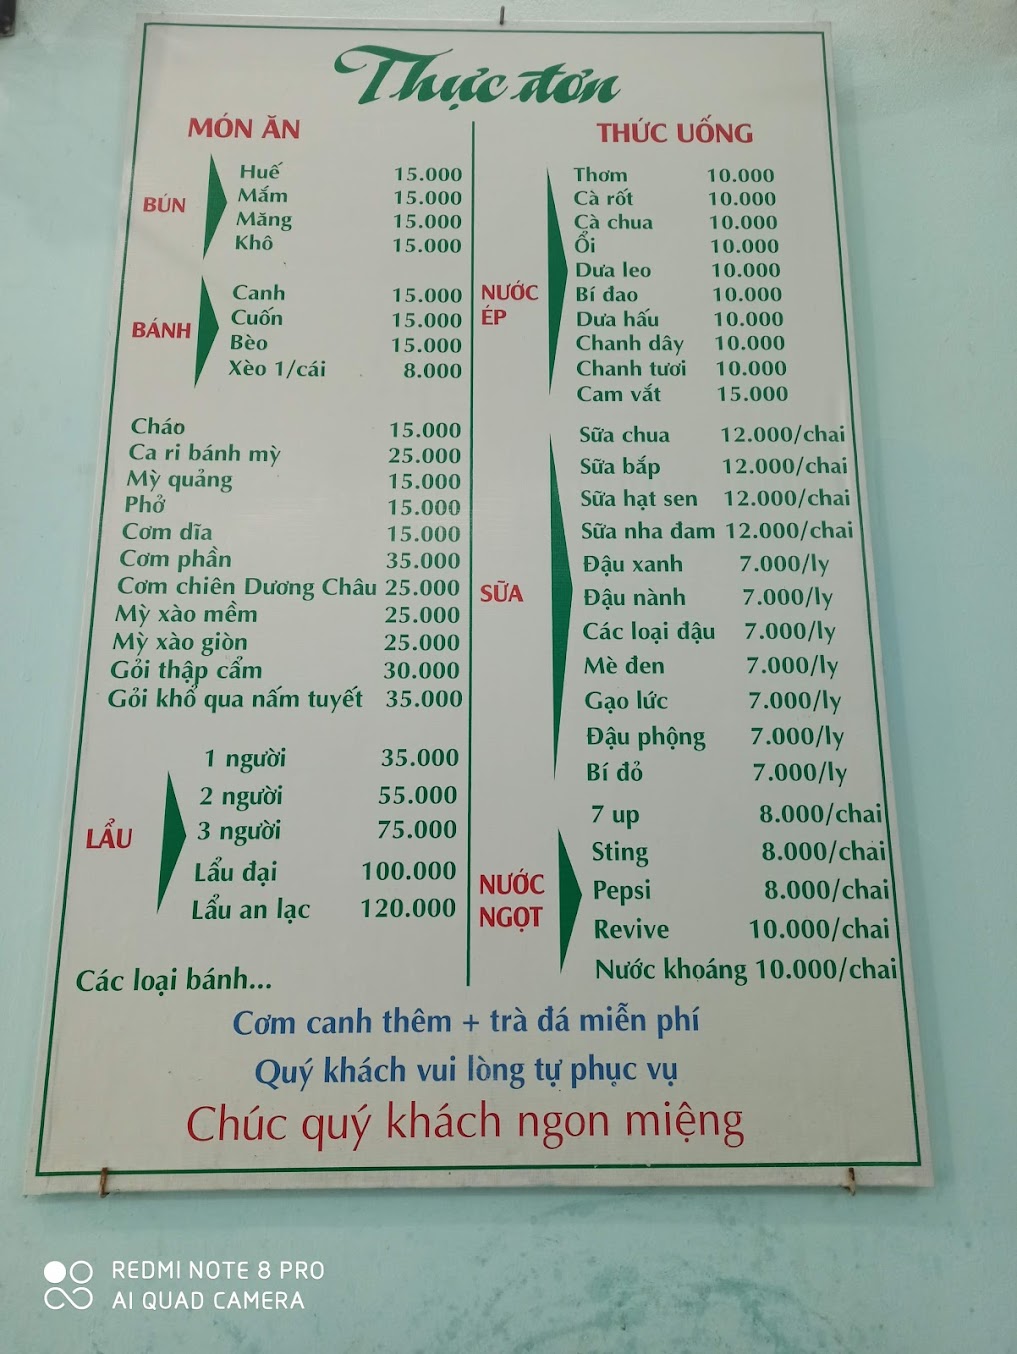 Thực đơn
MÓN ĂN
BÚN
Huế 15.000
Mắm 15.000
Măng 15.000
Khô 15.000
BÁNH
Canh 15.000
Cuốn 15.000
Bèo 15.000
Xèo 1/cái 8.000
Cháo 15.000
Ca ri bánh mỳ 25.000
Mỳ quảng 15.000
Phở 15.000
Cơm dĩa 15.000
Cơm phần 35.000
Cơm chiên Dương Châu 25.000
Mỳ xào mềm 25.000
Mỳ xào giòn 25.000
Gỏi thập cẩm 30.000
Gỏi khổ qua nấm tuyết 35.000
LẨU
1 người 35.000
2 người 55.000
3 người 75.000
Lẩu đại 100.000
Lẩu an lạc 120.000
Các loại bánh...
THỨC UỐNG
NƯỚC
ÉP
Thơm 10.000
Cà rốt 10.000
Cà chua 10.000
Ổi 10.000
Dưa leo 10.000
Bí đao 10.000
Dưa hấu 10.000
Chanh dây 10.000
Chanh tươi 10.000
Cam vắt 15.000
SỮA
Sữa chua 12.000/chai
Sữa bắp 12.000/chai
Sữa hạt sen 12.000/chai
Sữa nha đam 12.000/chai
Đậu xanh 7.000/ly
Đậu nành 7.000/ly
Các loại đậu 7.000/ly
Mè đen 7.000/ly
Gạo lức 7.000/ly
Đậu phộng 7.000/ly
Bí đỏ 7.000/ly
NƯỚC
NGỌT
7 up 8.000/chai
Sting 8.000/chai
Pepsi 8.000/chai
Revive 10.000/chai
Nước khoáng 10.000/chai
Cơm canh thêm + trà đá miễn phí
Quý khách vui lòng tự phục vụ
Chúc quý khách ngon miệng
REDMI NOTE 8 PRO
AI QUAD CAMERA